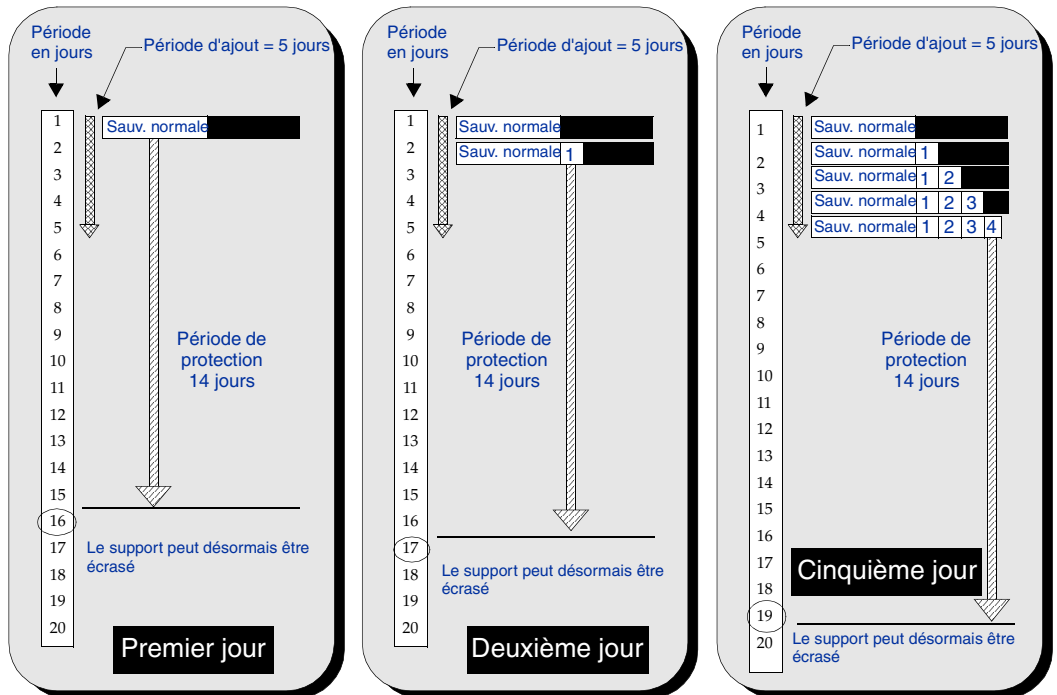 Période
en jours
Période d'ajout = 5 jours
1
Sauv. normale
2
3
4
5
6
7
8
9
10
11
12
13
14
15
16
17
18
19
20
Période de
protection
14 jours
Le support peut désormais être
écrasé
Premier jour
Période
en jours
Période d'ajout = 5 jours
1
Sauv. normale
2
Sauv. normale 1
3
4
5
6
7
8
9
10
11
12
13
14
15
16
17
18
19
20
Période de
protection
14 jours
Le support peut désormais être
écrasé
Deuxième jour
Période
en jours
Période d'ajout = 5 jours
1
Sauv. normale
2
Sauv. normale 1
3
Sauv. normale 1 2
4
Sauv. normale 1 2 3
5
Sauv. normale 1 2 3 4
6
7
8
9
10
11
12
13
14
15
16
17
18
19
20
Période de
protection
14 jours
Cinquième jour
Le support peut désormais être
écrasé